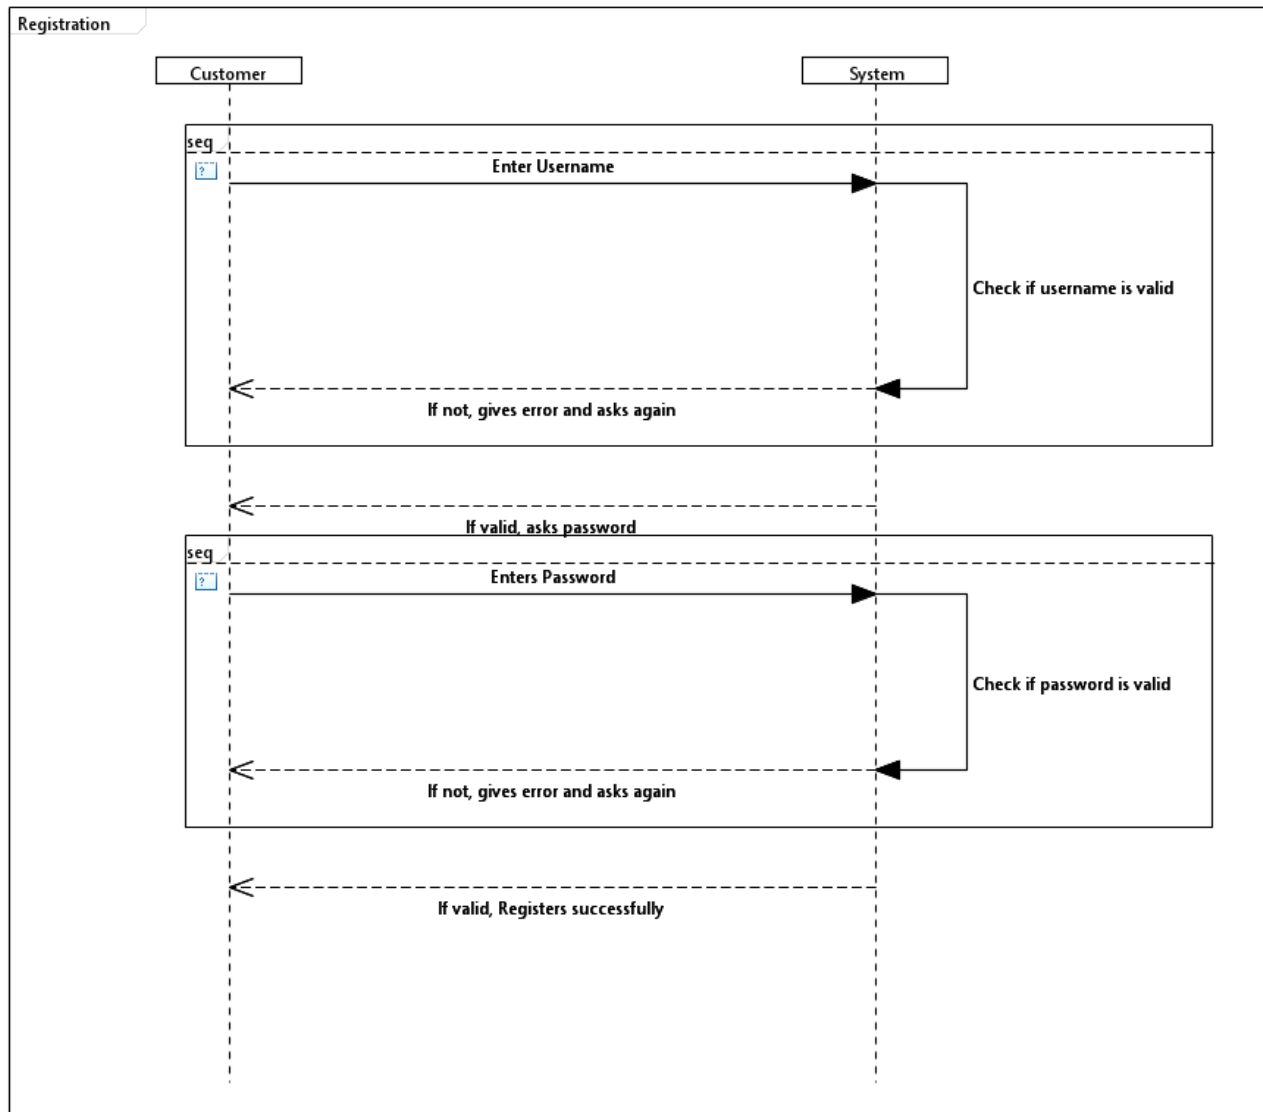 Registration
Customer
System
seq
?
Enter Username
Check if username is valid
If not, gives error and asks again
If valid, asks password
seq
?
Enters Password
Check if password is valid
If not, gives error and asks again
If valid, Registers successfully